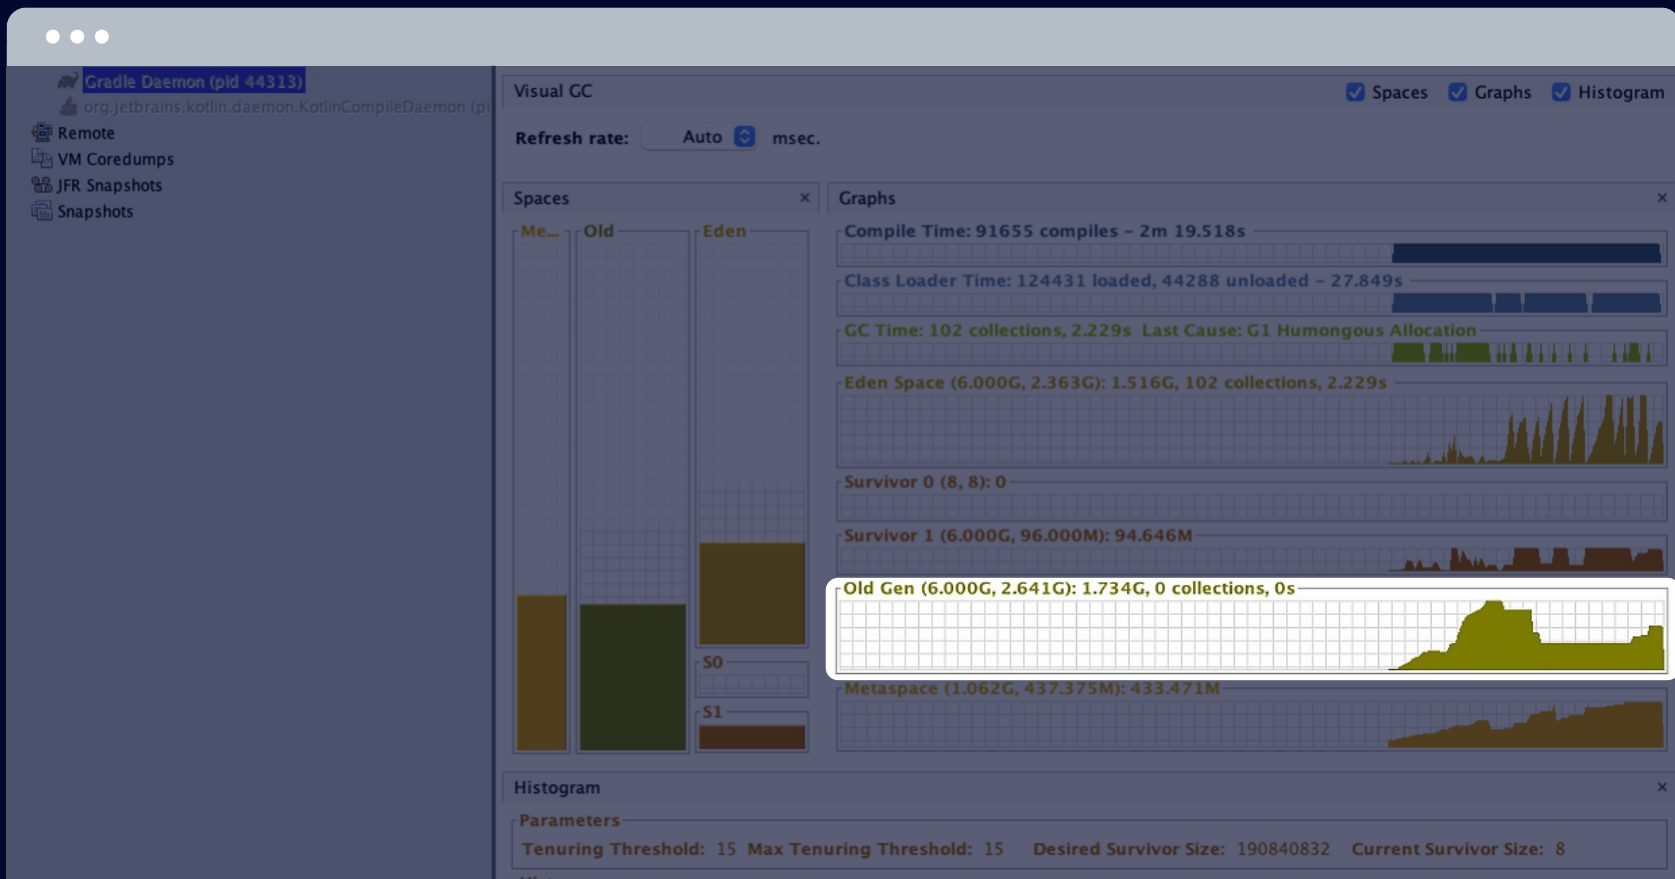 Gradle Daemon (pid 44313)
org.jetbrains.kotlin.daemon.KotlinCompileDaemon (pi
Remote
VM Coredumps
JFR Snapshots
Snapshots
Visual GC
Spaces Graphs Histogram
Refresh rate: Auto msec.
Spaces ×
Me... Old Eden
S0
S1
Graphs ×
Compile Time: 91655 compiles - 2m 19.518s
Class Loader Time: 124431 loaded, 44288 unloaded - 27.849s
GC Time: 102 collections, 2.229s Last Cause: G1 Humongous Allocation
Eden Space (6.000G, 2.363G): 1.516G, 102 collections, 2.229s
Survivor 0 (8, 8): 0
Survivor 1 (6.000G, 96.000M): 94.646M
Old Gen (6.000G, 2.641G): 1.734G, 0 collections, 0s
Metaspace (1.062G, 437.375M): 433.471M
Histogram ×
Parameters
Tenuring Threshold: 15 Max Tenuring Threshold: 15 Desired Survivor Size: 190840832 Current Survivor Size: 8